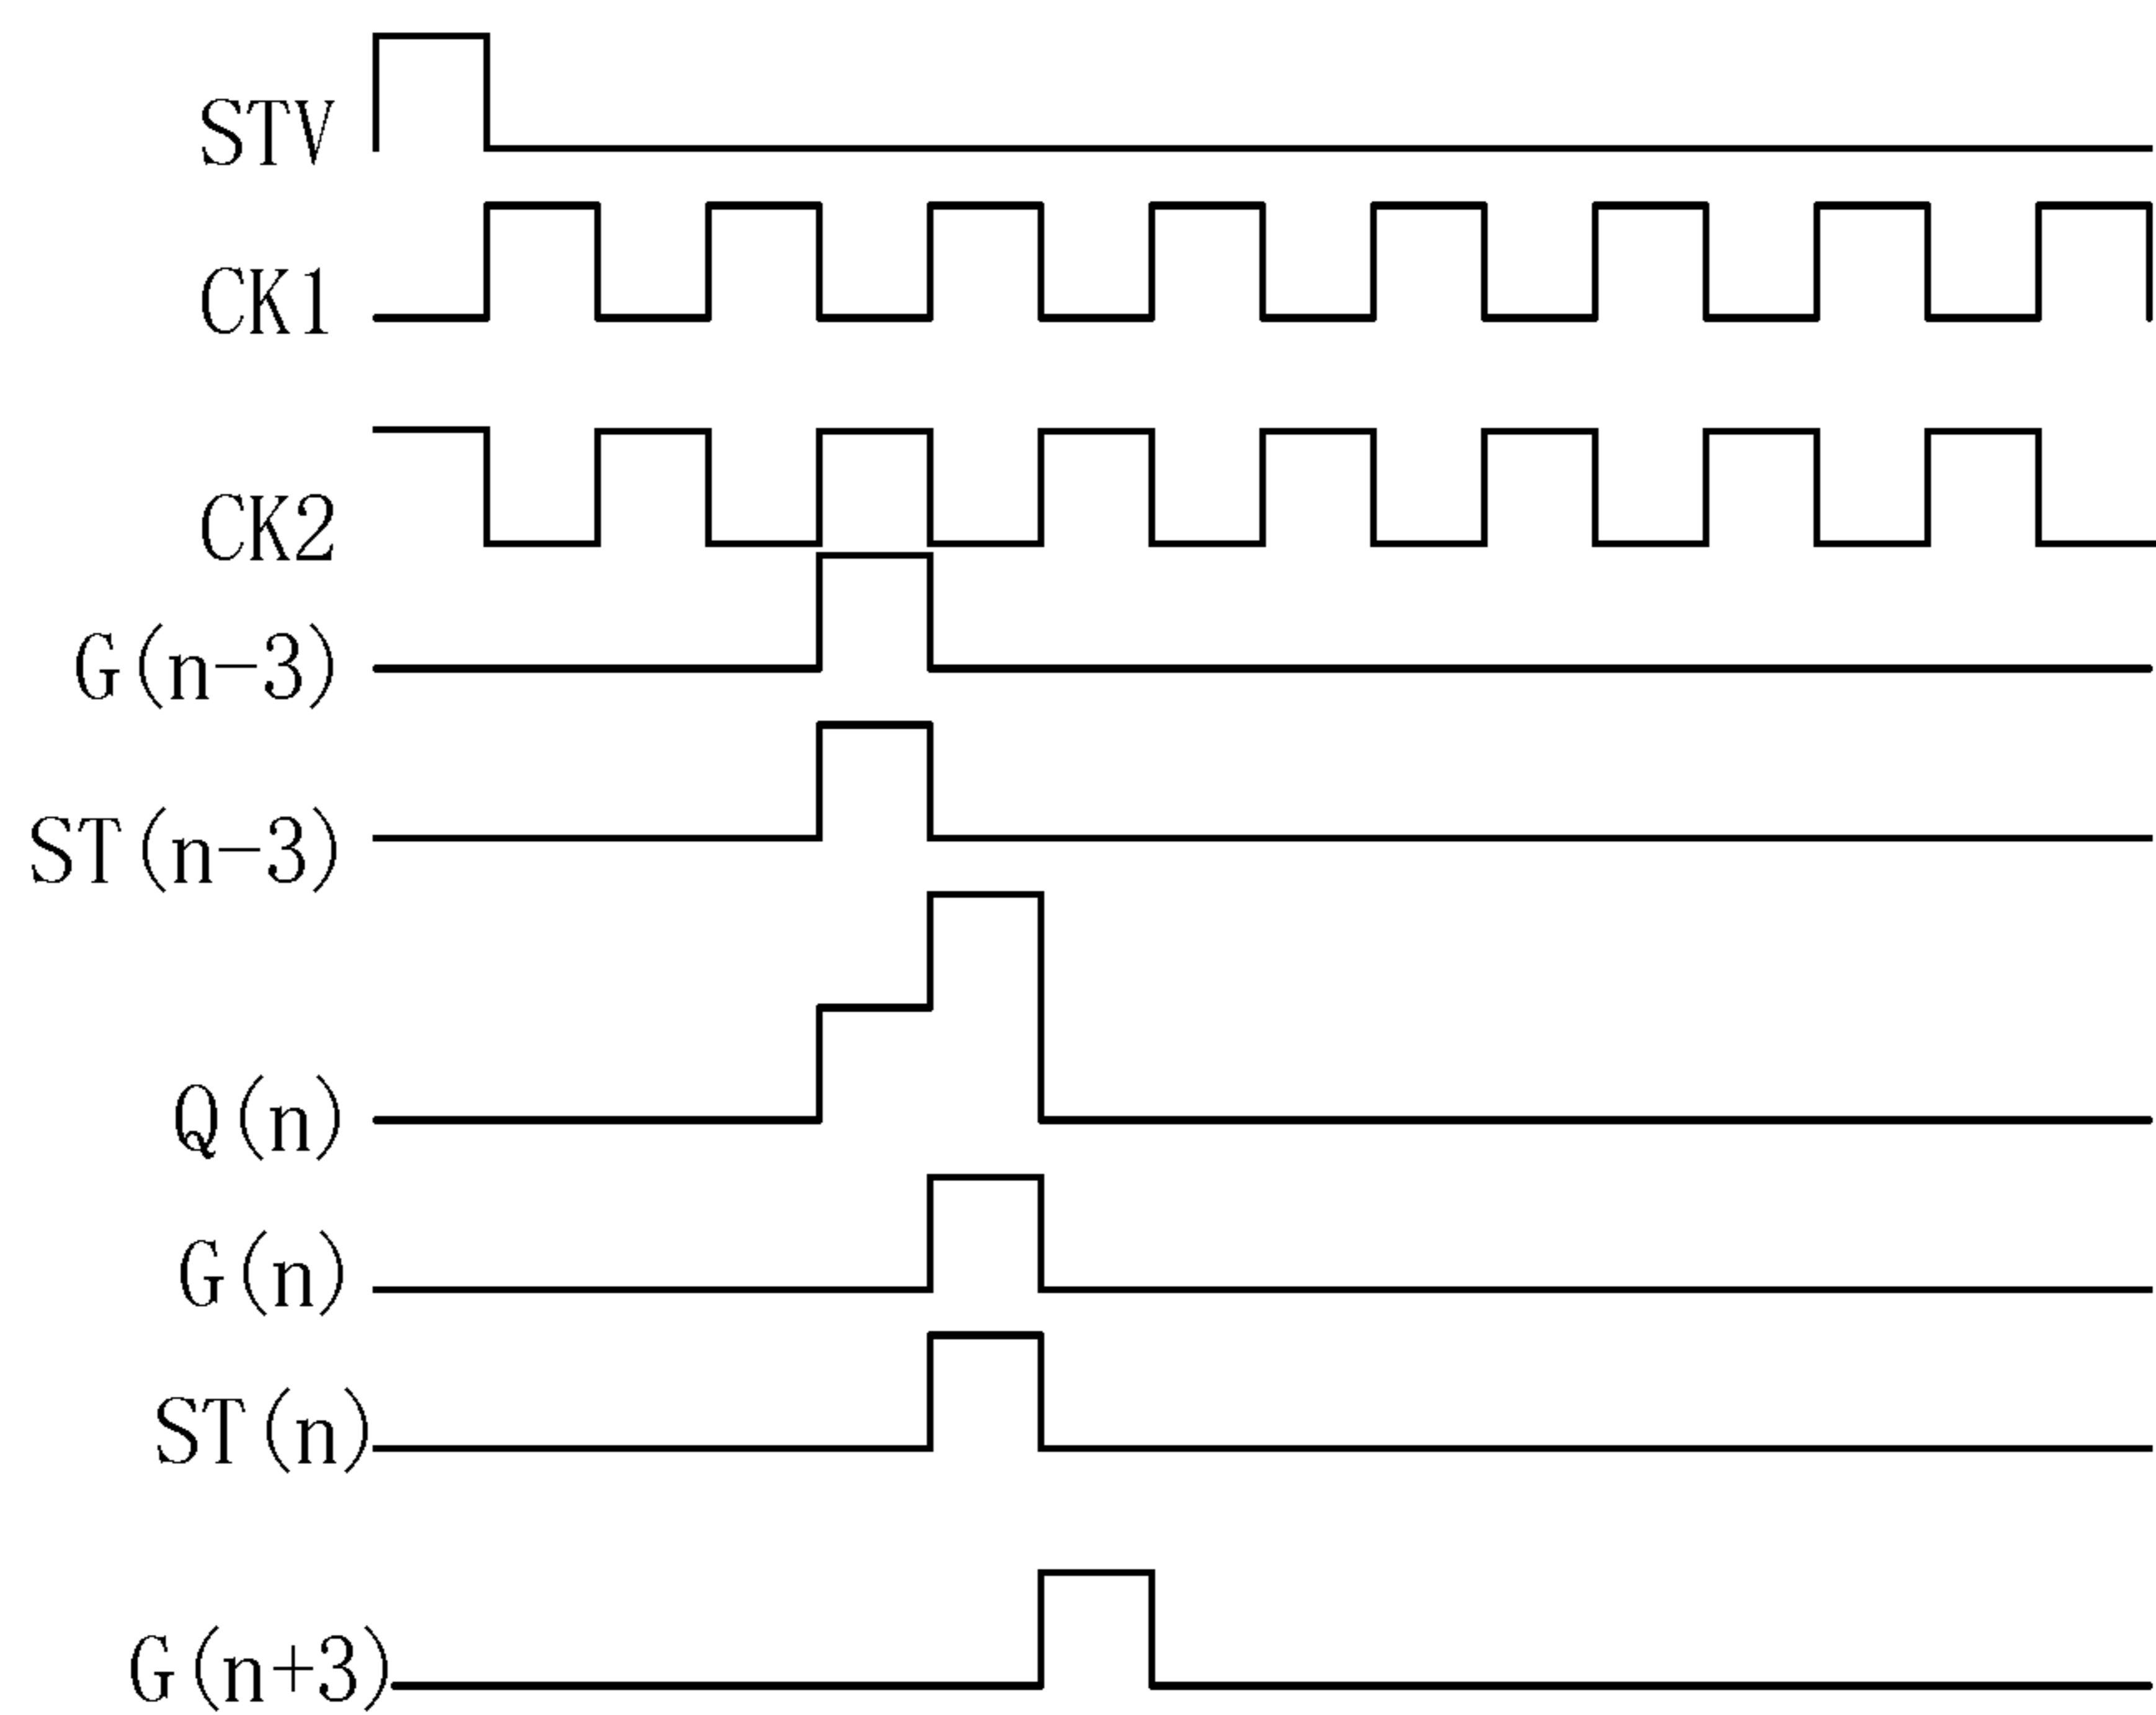 STV
CK1
CK2
G(n-3)
ST(n-3)
Q(n)
G(n)
ST(n)
G(n+3)